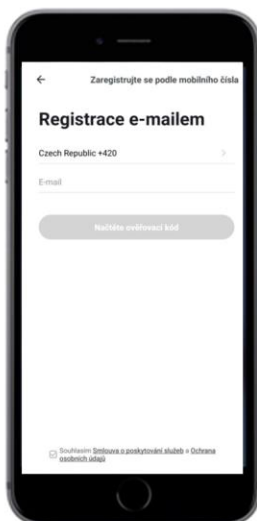 Zaregistrujte se podle mobilního čísla
Registrace e-mailem
Czech Republic +420
E-mail
Načtěte ověřovací kód
Souhlasím Smlouva o poskytování služeb a Ochrana
osobních údajů